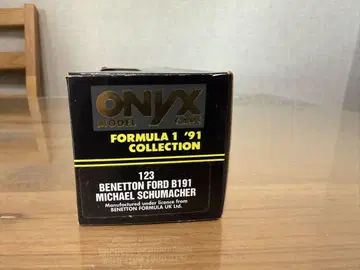 ONYX
MODEL CARS
FORMULA 1 '91
COLLECTION
123
BENETTON FORD B191
MICHAEL SCHUMACHER
Manufactured under licence from
BENETTON FORMULA UK Ltd.